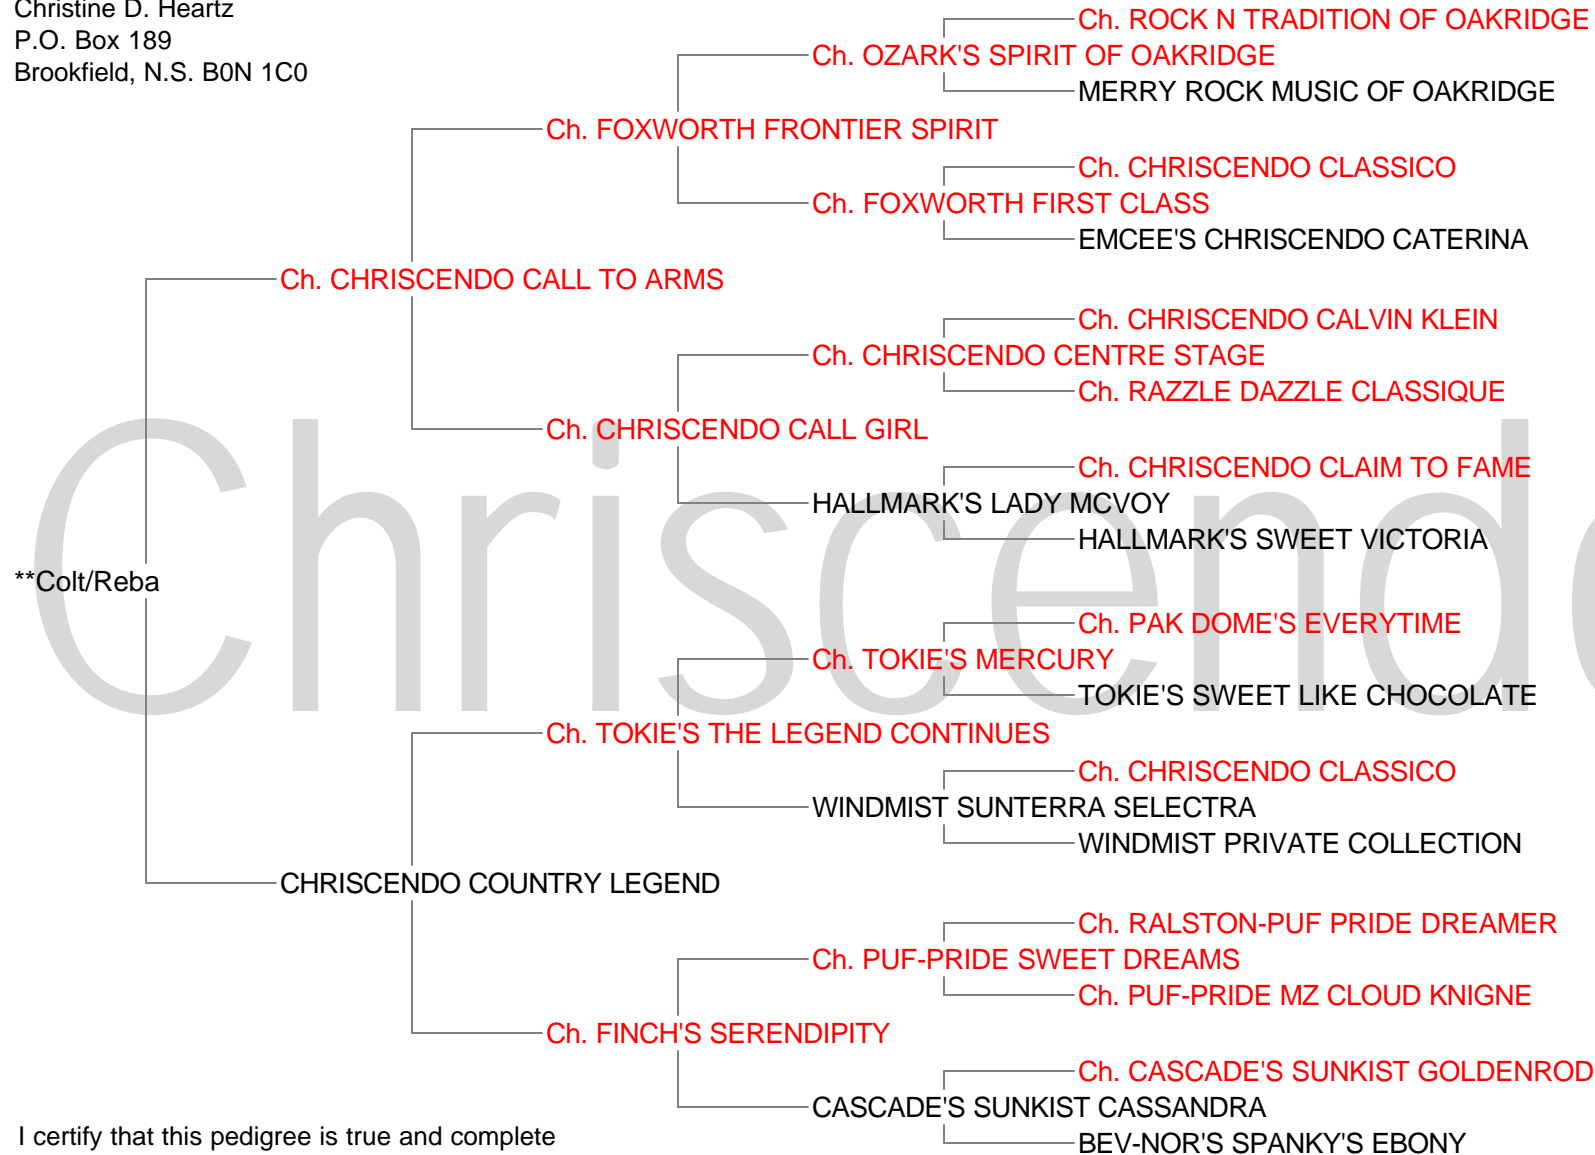 Christine D. Heartz
P.O. Box 189
Brookfield, N.S. B0N 1C0
Ch. ROCK N TRADITION OF OAKRIDGE
Ch. OZARK'S SPIRIT OF OAKRIDGE
MERRY ROCK MUSIC OF OAKRIDGE
Ch. FOXWORTH FRONTIER SPIRIT
Ch. CHRISCENDO CLASSICO
Ch. FOXWORTH FIRST CLASS
EMCEE'S CHRISCENDO CATERINA
Ch. CHRISCENDO CALL TO ARMS
Ch. CHRISCENDO CALVIN KLEIN
Ch. CHRISCENDO CENTRE STAGE
Ch. RAZZLE DAZZLE CLASSIQUE
Ch. CHRISCENDO CALL GIRL
Ch. CHRISCENDO CLAIM TO FAME
HALLMARK'S LADY MCVOY
HALLMARK'S SWEET VICTORIA
Chriscendo
**Colt/Reba
Ch. PAK DOME'S EVERYTIME
Ch. TOKIE'S MERCURY
TOKIE'S SWEET LIKE CHOCOLATE
Ch. TOKIE'S THE LEGEND CONTINUES
Ch. CHRISCENDO CLASSICO
WINDMIST SUNTERRA SELECTRA
WINDMIST PRIVATE COLLECTION
CHRISCENDO COUNTRY LEGEND
Ch. RALSTON-PUF PRIDE DREAMER
Ch. PUF-PRIDE SWEET DREAMS
Ch. PUF-PRIDE MZ CLOUD KNIGNE
Ch. FINCH'S SERENDIPITY
Ch. CASCADE'S SUNKIST GOLDENROD
CASCADE'S SUNKIST CASSANDRA
BEV-NOR'S SPANKY'S EBONY
I certify that this pedigree is true and complete